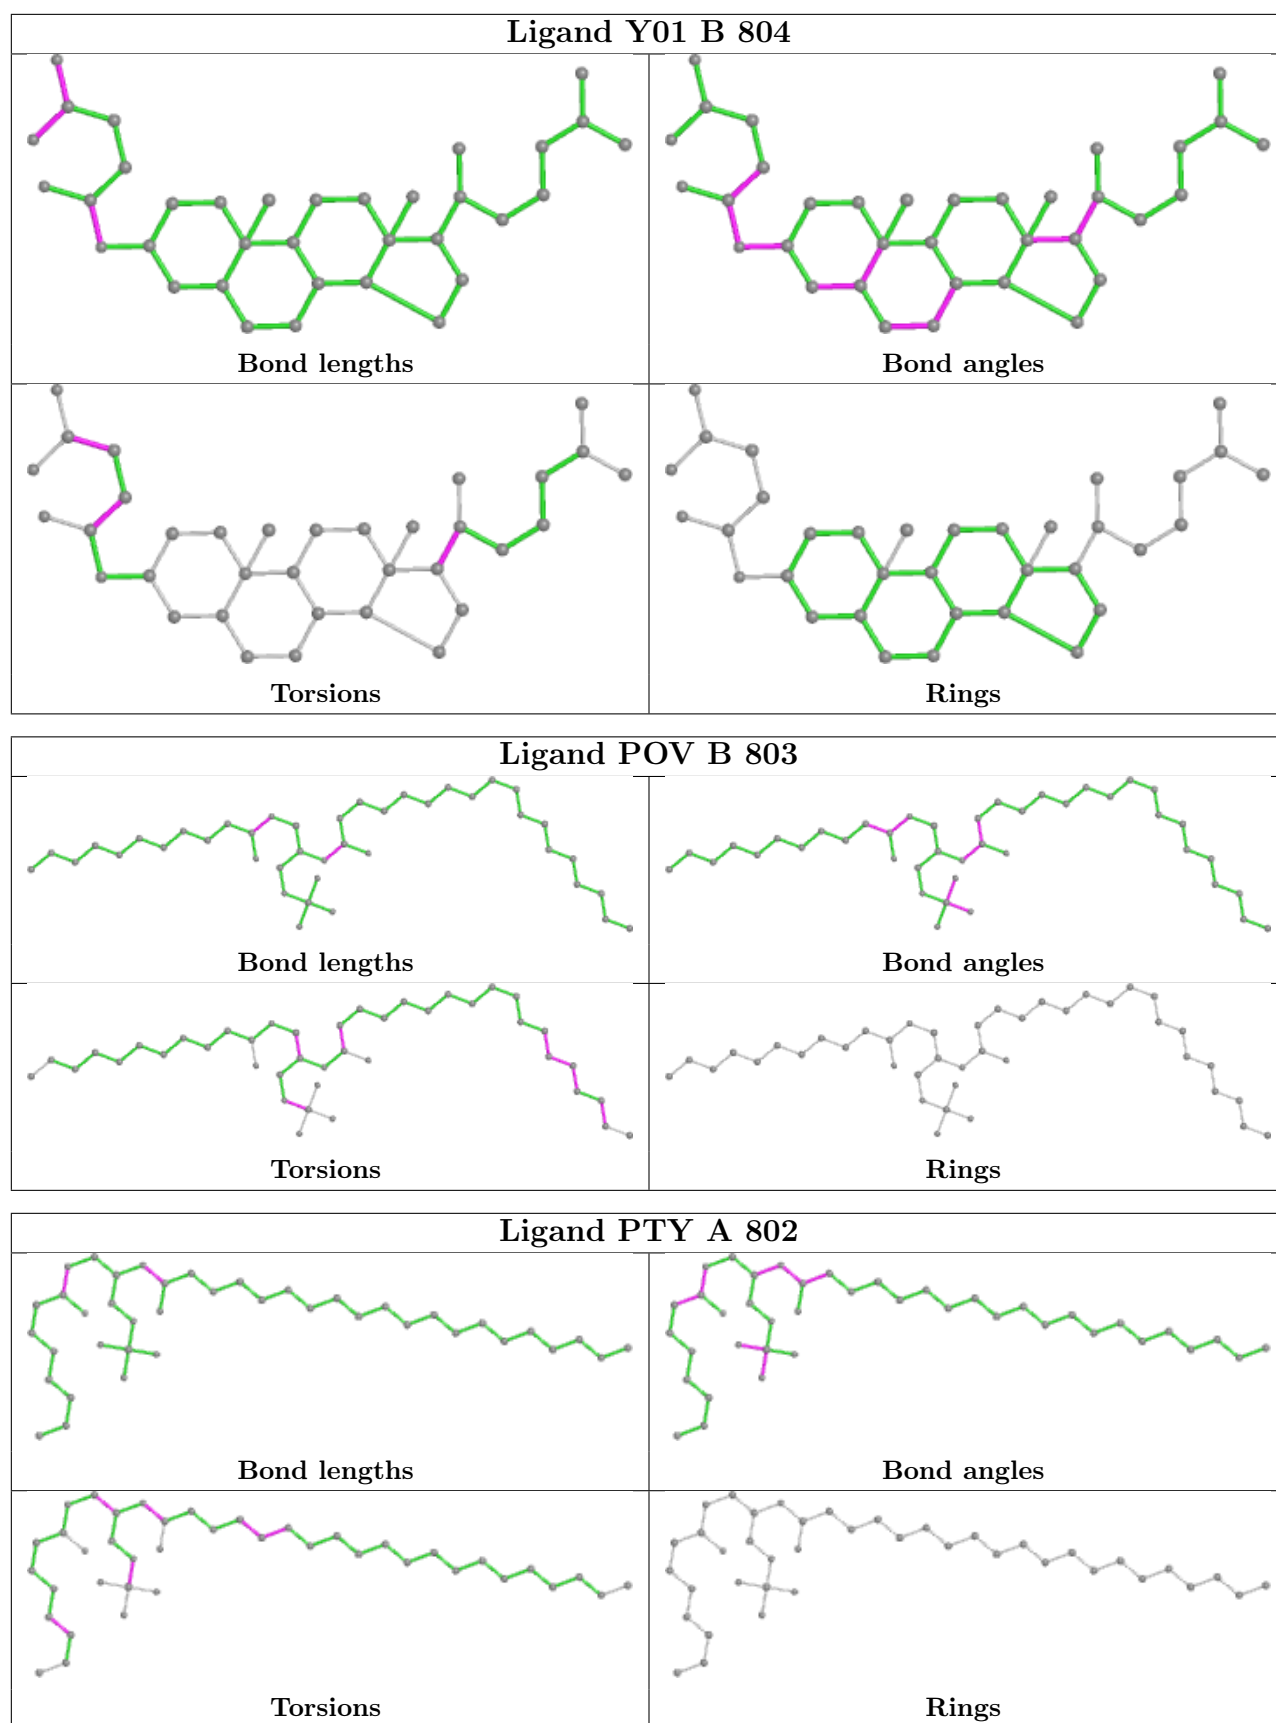 Ligand Y01 B 804
Bond lengths
Bond angles
Torsions
Rings
Ligand POV B 803
Bond lengths
Bond angles
Torsions
Rings
Ligand PTY A 802
Bond lengths
Bond angles
Torsions
Rings